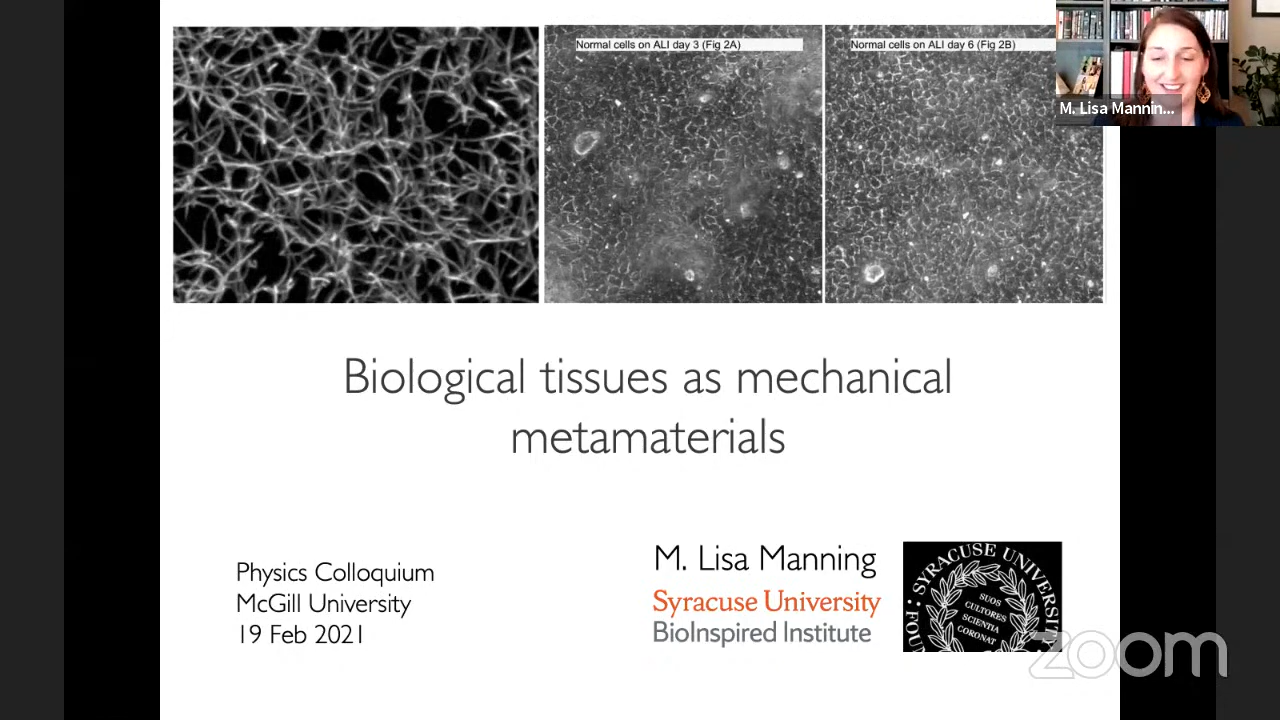 Normal cells on ALI day 3 (Fig 2A)
Normal cells on ALI day 6 (Fig 2B)
M. Lisa Mannin...
Biological tissues as mechanical
metamaterials
Physics Colloquium
McGill University
19 Feb 2021
M. Lisa Manning
Syracuse University
BioInspired Institute
SYRACUSE UNIVERSITY
SUOS
CULTORES
SCIENTIA
CORONAT
FOU
zoom